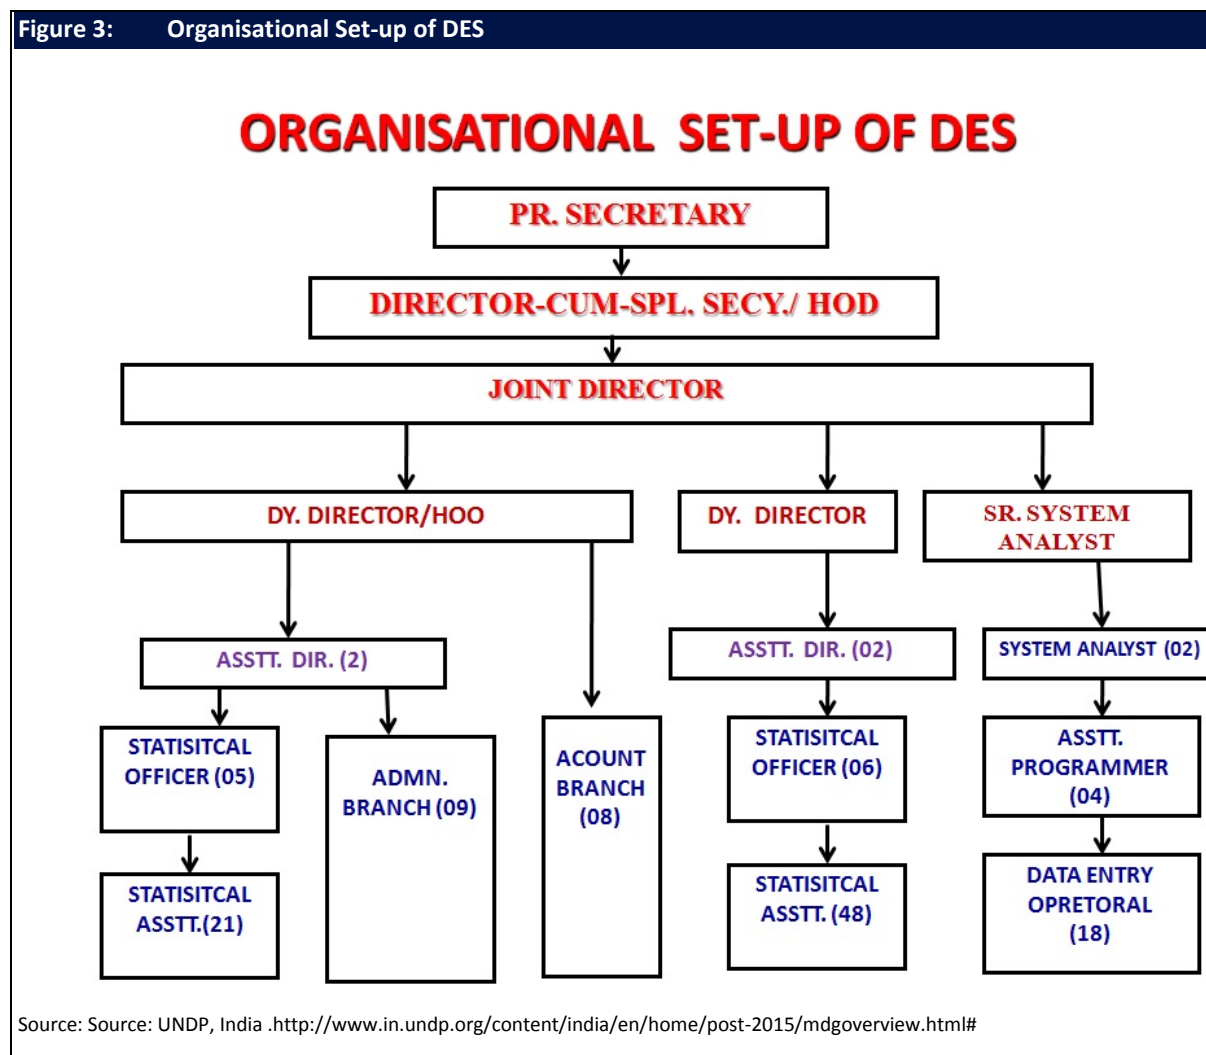 Figure 3: Organisational Set-up of DES
ORGANISATIONAL SET-UP OF DES
PR. SECRETARY
DIRECTOR-CUM-SPL. SECY./ HOD
JOINT DIRECTOR
DY. DIRECTOR/HOO
DY. DIRECTOR
SR. SYSTEM
ANALYST
ASSTT. DIR. (2)
ASSTT. DIR. (02)
SYSTEM ANALYST (02)
STATISITCAL
OFFICER (05)
ADMN.
BRANCH (09)
ACOUNT
BRANCH
(08)
STATISITCAL
OFFICER (06)
ASSTT.
PROGRAMMER
(04)
STATISITCAL
ASSTT.(21)
STATISITCAL
ASSTT. (48)
DATA ENTRY
OPRETORAL
(18)
Source: Source: UNDP, India .http://www.in.undp.org/content/india/en/home/post-2015/mdgoverview.html#